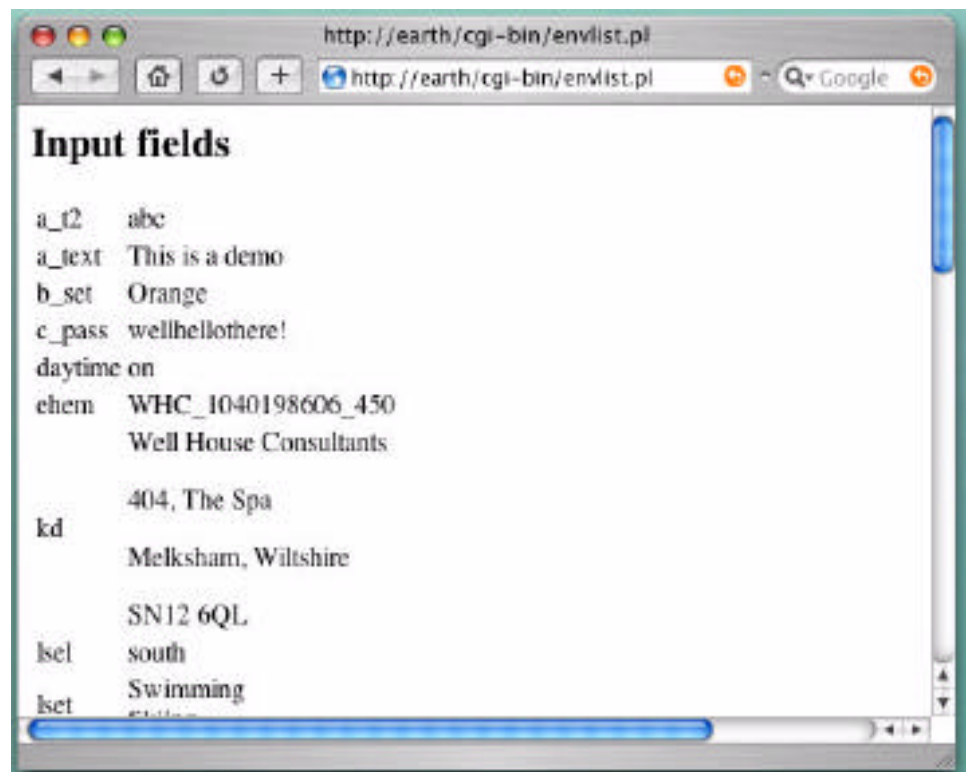 http://earth/cgi-bin/envlist.pl
http://earth/cgi-bin/envlist.pl
Google
Input fields
a_t2 abc
a_text This is a demo
b_set Orange
c_pass wellhellothere!
daytime on
ehem WHC_1040198606_450
Well House Consultants
404, The Spa
kd
Melksham, Wiltshire
SN12 6QL
lsel south
lset Swimming